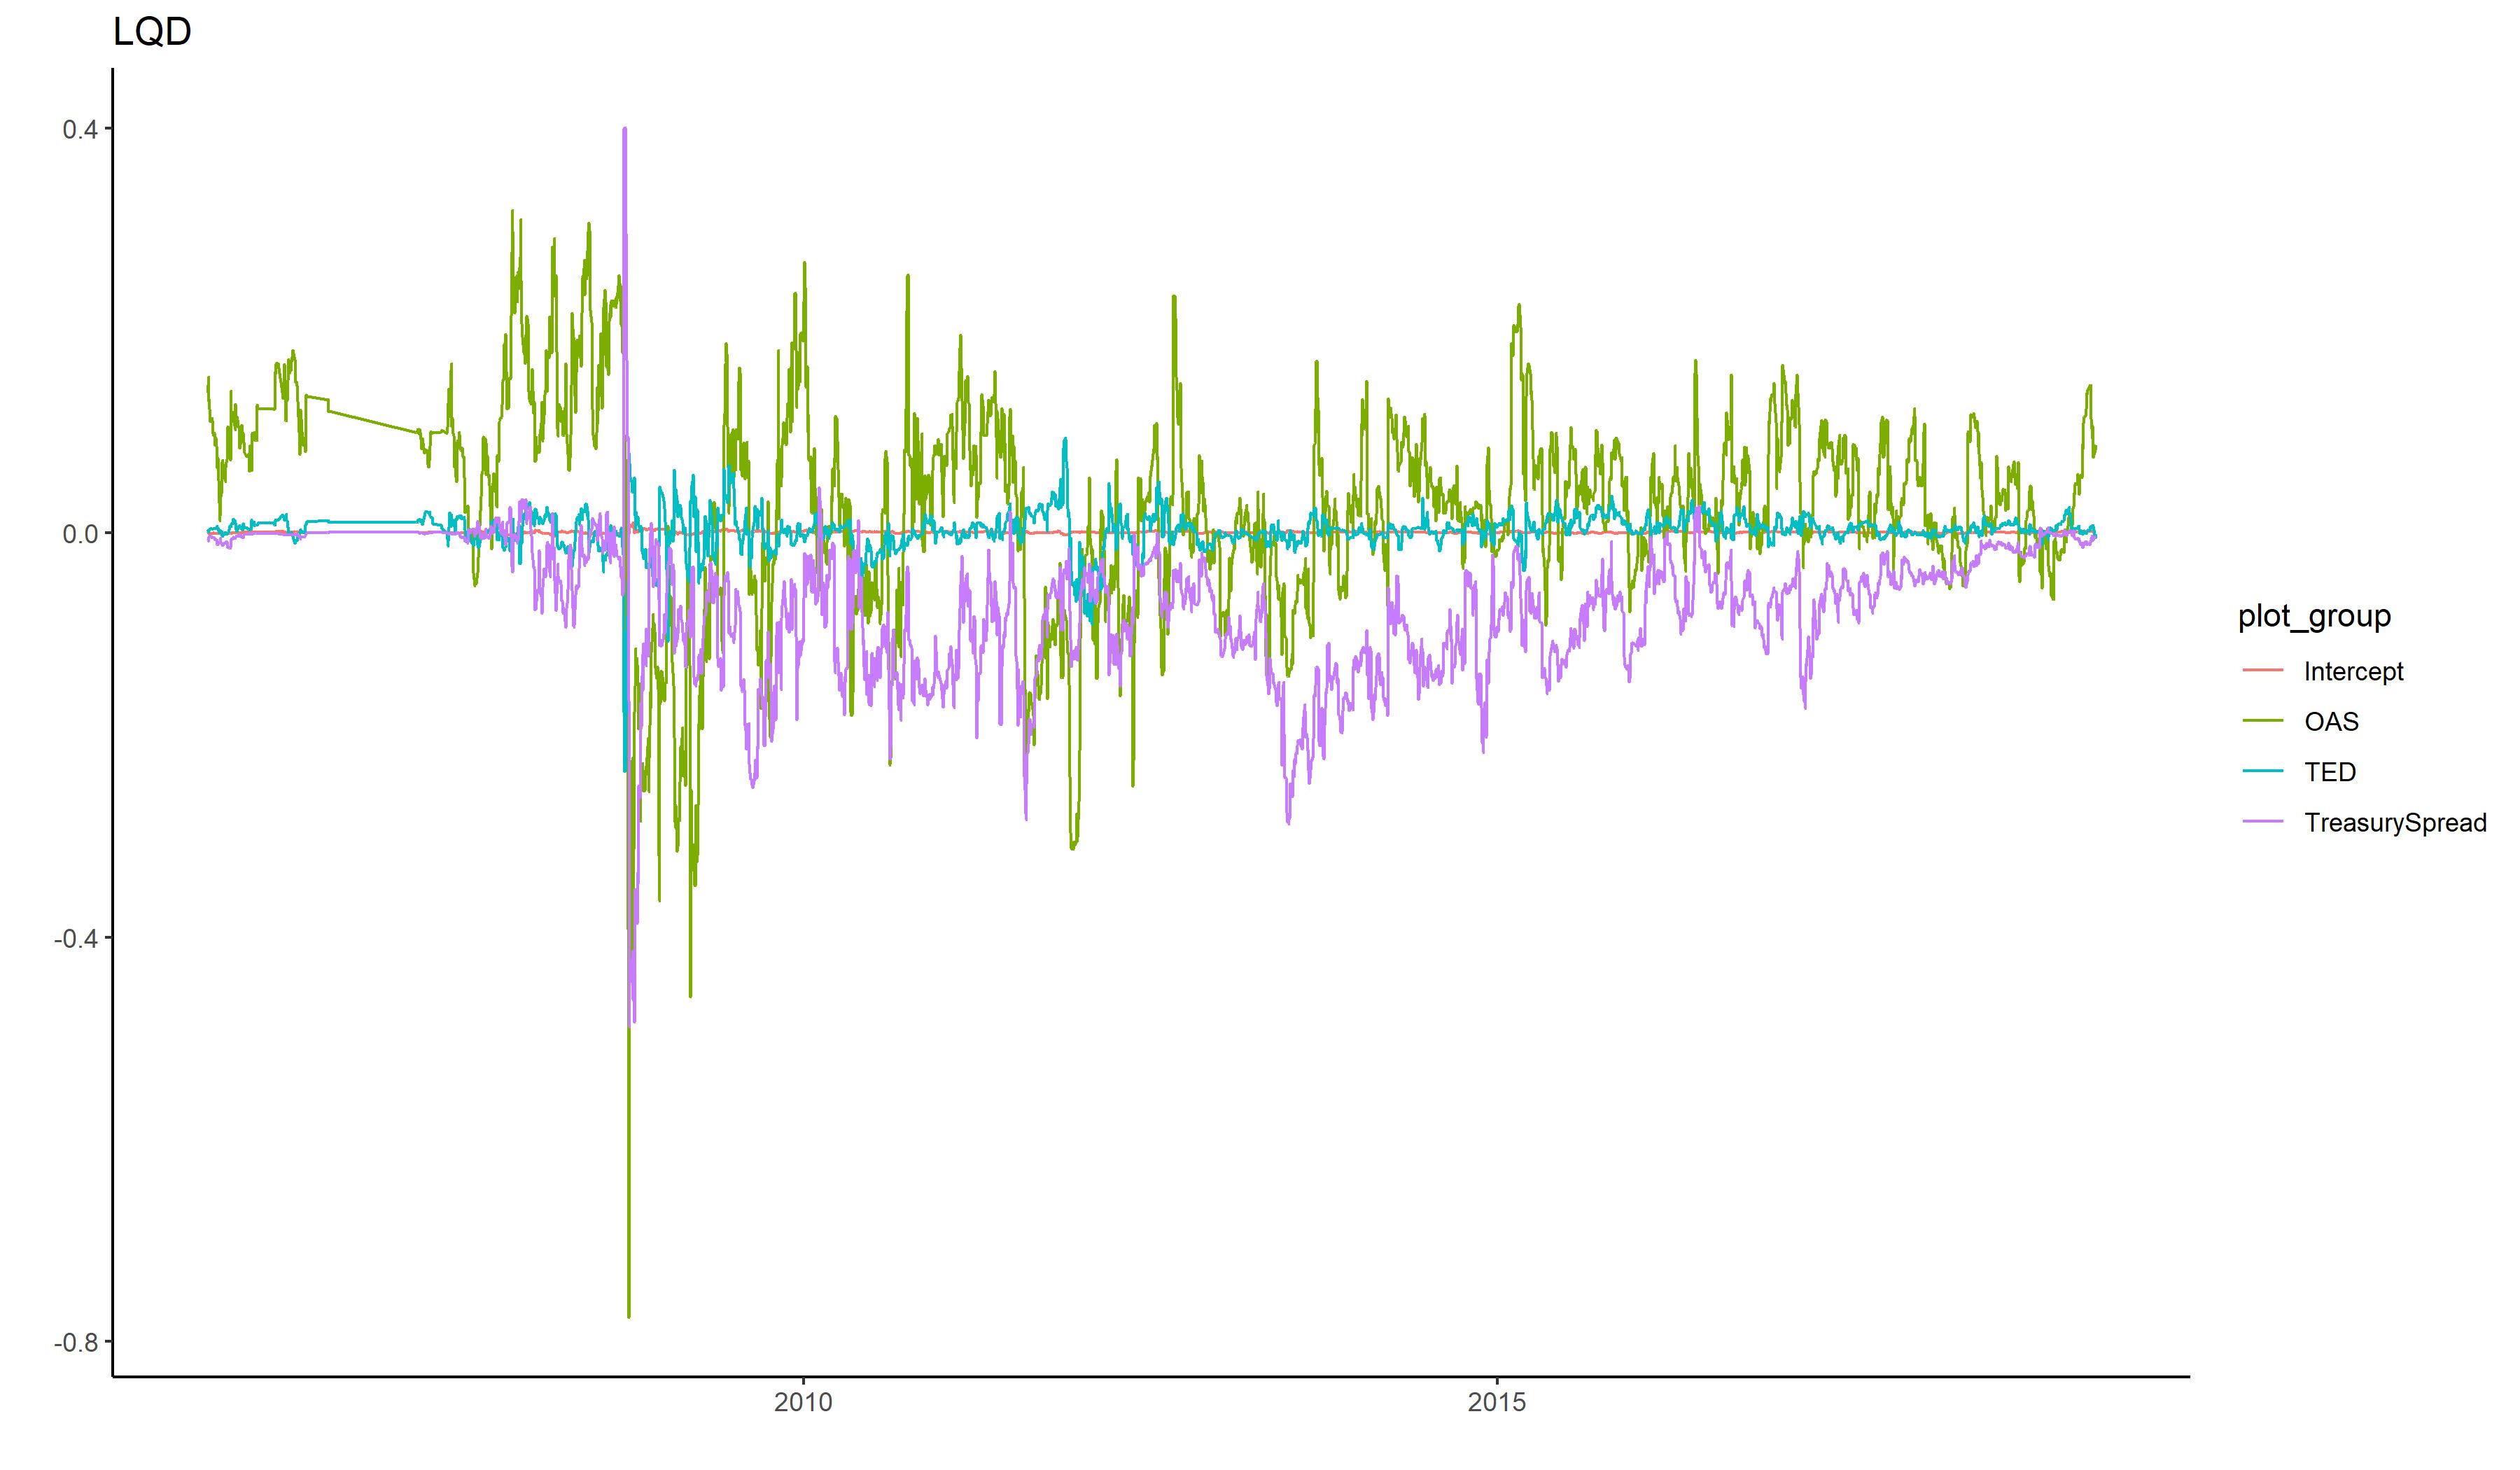 LQD
0.4
0.0
-0.4
-0.8
2010
2015
plot_group
Intercept
OAS
TED
TreasurySpread